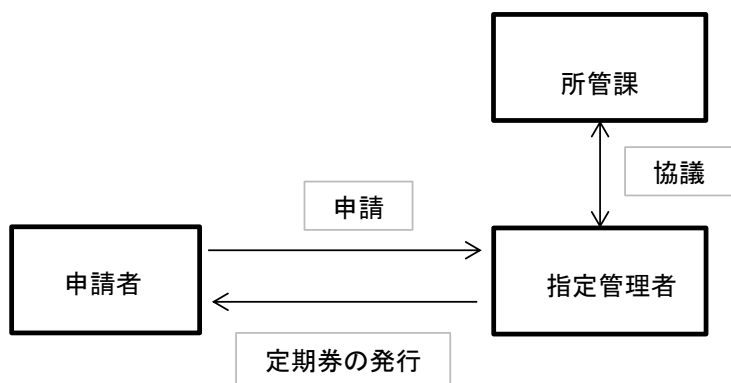 所管課
協議
申請
申請者
指定管理者
定期券の発行